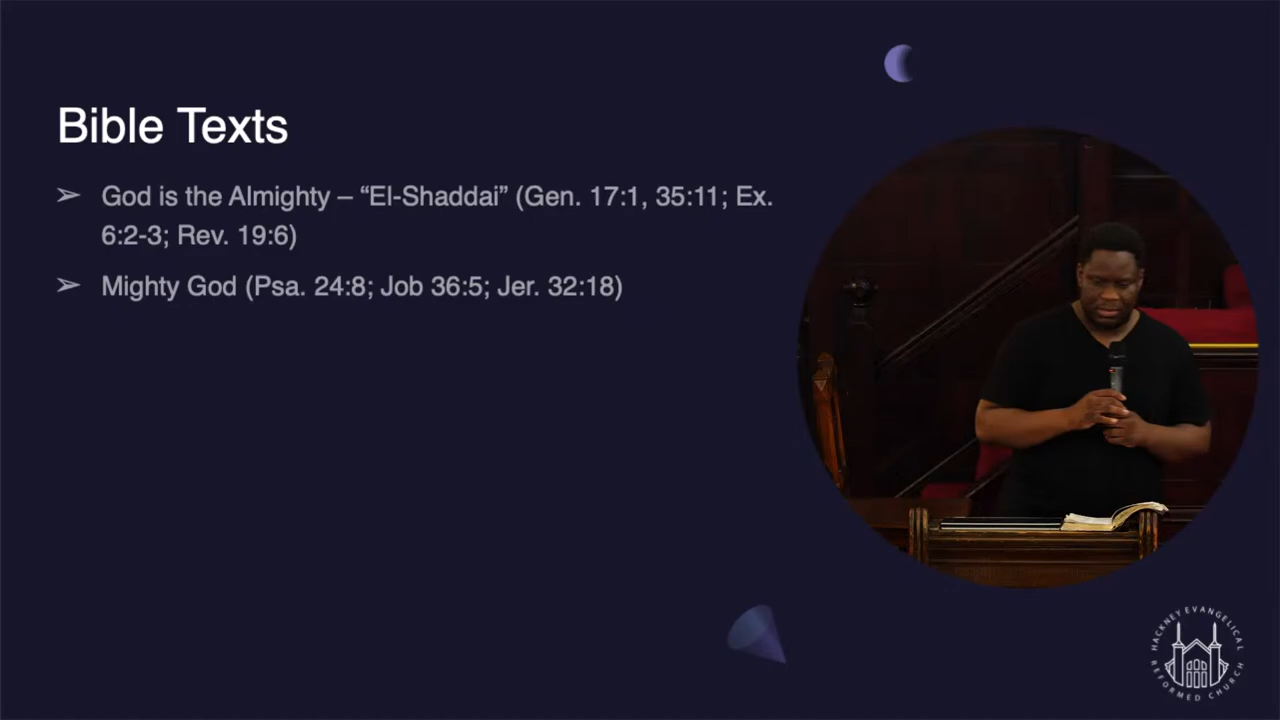 Bible Texts
➢ God is the Almighty – “El-Shaddai” (Gen. 17:1, 35:11; Ex.
6:2-3; Rev. 19:6)
➢ Mighty God (Psa. 24:8; Job 36:5; Jer. 32:18)
HACKNEY EVANGELICAL
REFORMED CHURCH